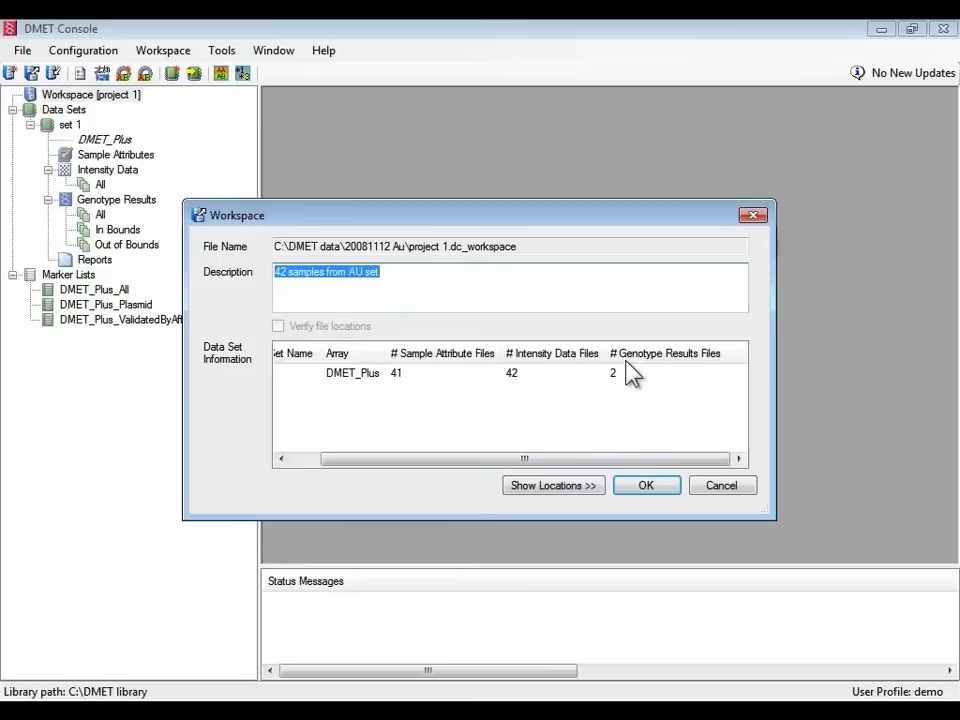 DMET Console
File Configuration Workspace Tools Window Help
No New Updates
Workspace [project 1]
Data Sets
set 1
DMET_Plus
Sample Attributes
Intensity Data
All
Genotype Results
All
In Bounds
Out of Bounds
Reports
Marker Lists
DMET_Plus_All
DMET_Plus_Plasmid
DMET_Plus_ValidatedByAff
Workspace
File Name C:\DMET data\20081112 Au\project 1.dc_workspace
Description 42 samples from AU set
Verify file locations
Data Set Information
Set Name Array # Sample Attribute Files # Intensity Data Files # Genotype Results Files
DMET_Plus 41 42 2
Show Locations >> OK Cancel
Status Messages
Library path: C:\DMET library User Profile: demo